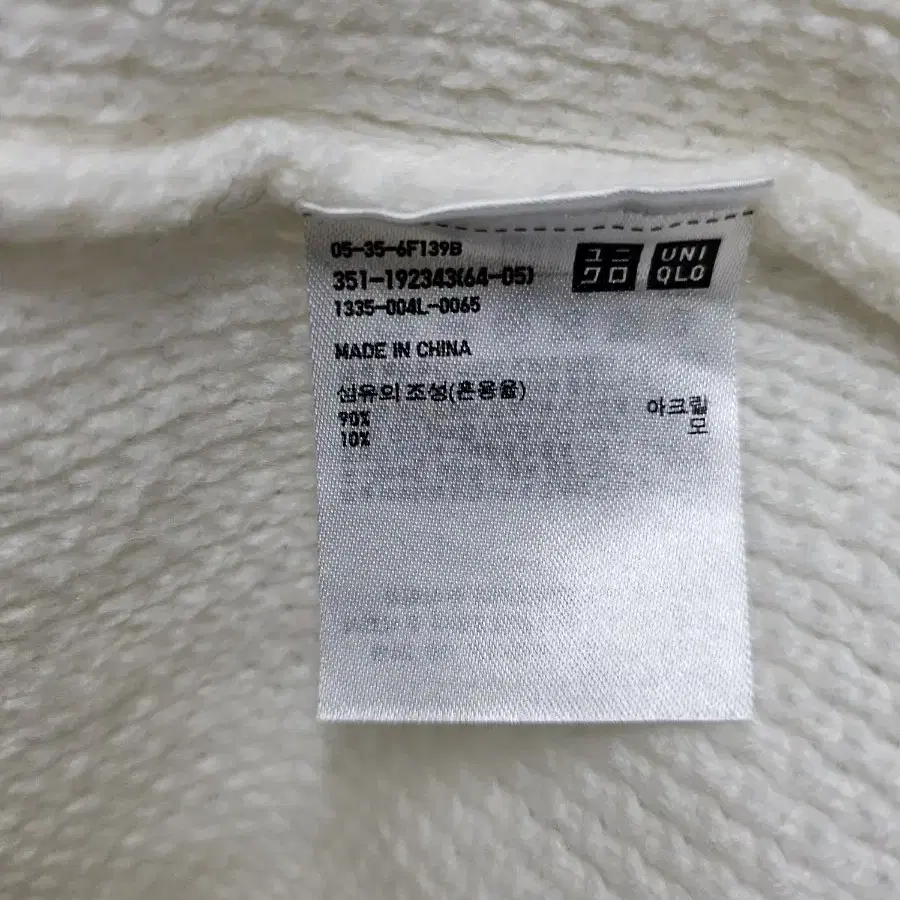 05-35-6F139B
351-192343(64-05)
1335-004L-0065
ユニ
クロ
UNI
QLO
MADE IN CHINA
섬유의 조성(혼용율)
90% 아크릴
10% 모